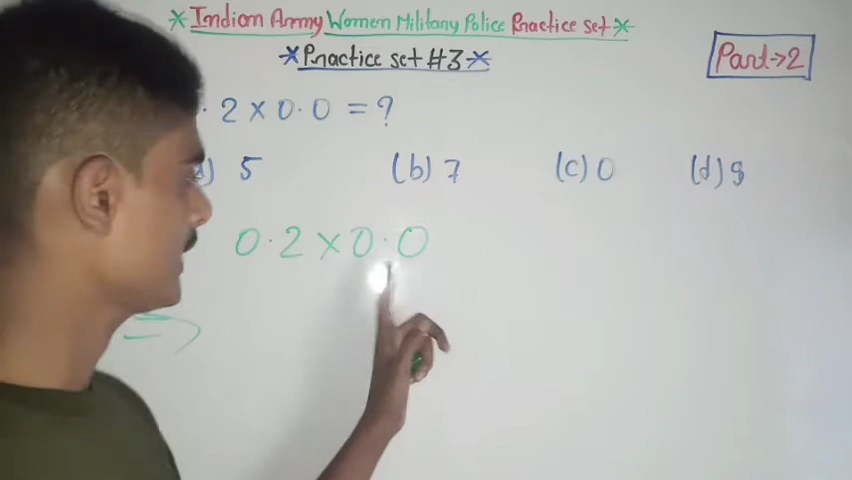 *Indian Army Women Military Police Practice set*
*Practice set #3*
Part→2
. 2 × 0.0 = ?
) 5 (b) 7 (c) 0 (d) 9
0.2 × 0.0
⇒